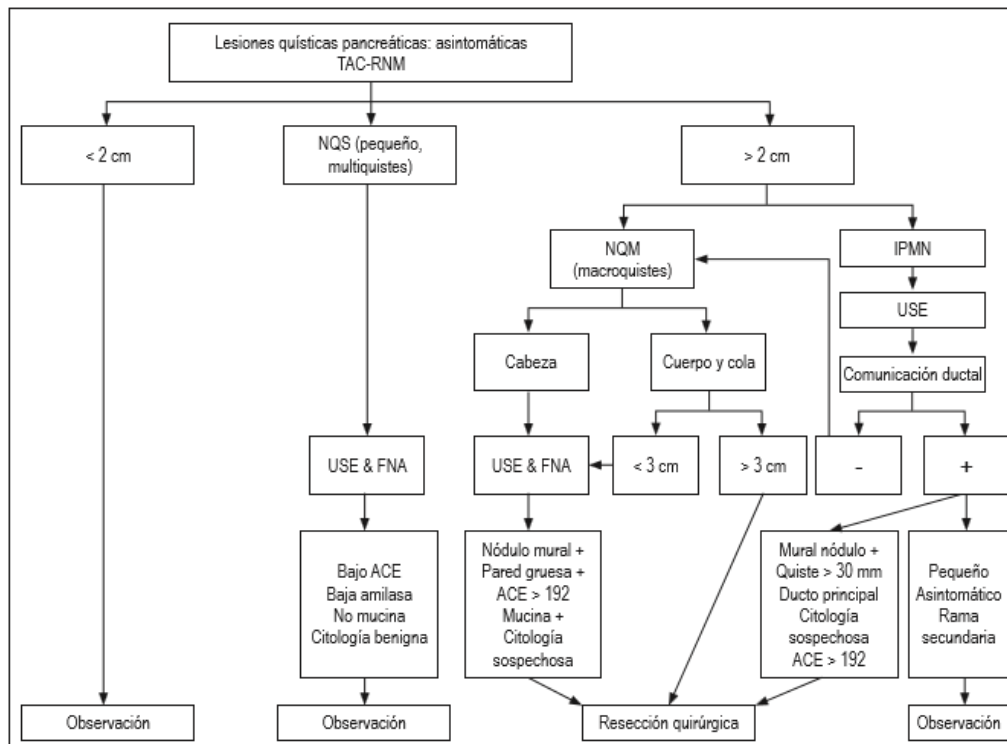 Lesiones quísticas pancreáticas: asintomáticas
TAC-RNM
< 2 cm
NQS (pequeño,
multiquistes)
> 2 cm
NQM
(macroquistes)
IPMN
USE
Cabeza
Cuerpo y cola
Comunicación ductal
USE & FNA
USE & FNA
< 3 cm
> 3 cm
-
+
Bajo ACE
Baja amilasa
No mucina
Citología benigna
Nódulo mural +
Pared gruesa +
ACE > 192
Mucina +
Citología
sospechosa
Mural nódulo +
Quiste > 30 mm
Ducto principal
Citología
sospechosa
ACE > 192
Pequeño
Asintomático
Rama
secundaria
Observación
Observación
Resección quirúrgica
Observación